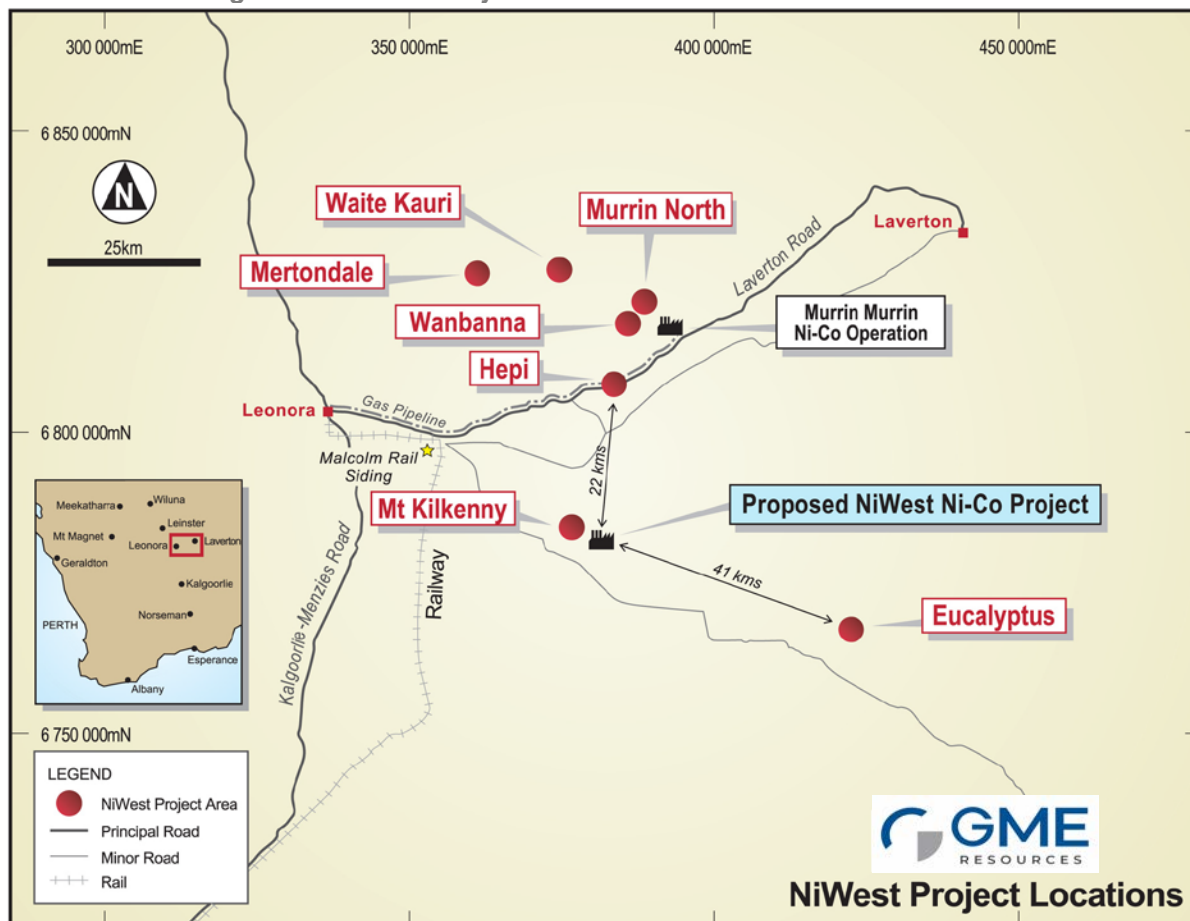 300 000mE
350 000mE
400 000mE
450 000mE
6 850 000mN
N
25km
Waite Kauri
Murrin North
Laverton
Mertondale
Laverton Road
Wanbanna
Murrin Murrin
Ni-Co Operation
Hepi
Leonora
Gas Pipeline
6 800 000mN
Malcolm Rail
Siding
22 kms
Mt Kilkenny
Proposed NiWest Ni-Co Project
41 kms
Eucalyptus
Kalgoorlie-Menzies Road
Railway
Wiluna
Meekatharra
Leinster
Mt Magnet
Leonora
Laverton
Geraldton
Kalgoorlie
Norseman
PERTH
Esperance
Albany
6 750 000mN
LEGEND
NiWest Project Area
Principal Road
Minor Road
Rail
GME
RESOURCES
NiWest Project Locations